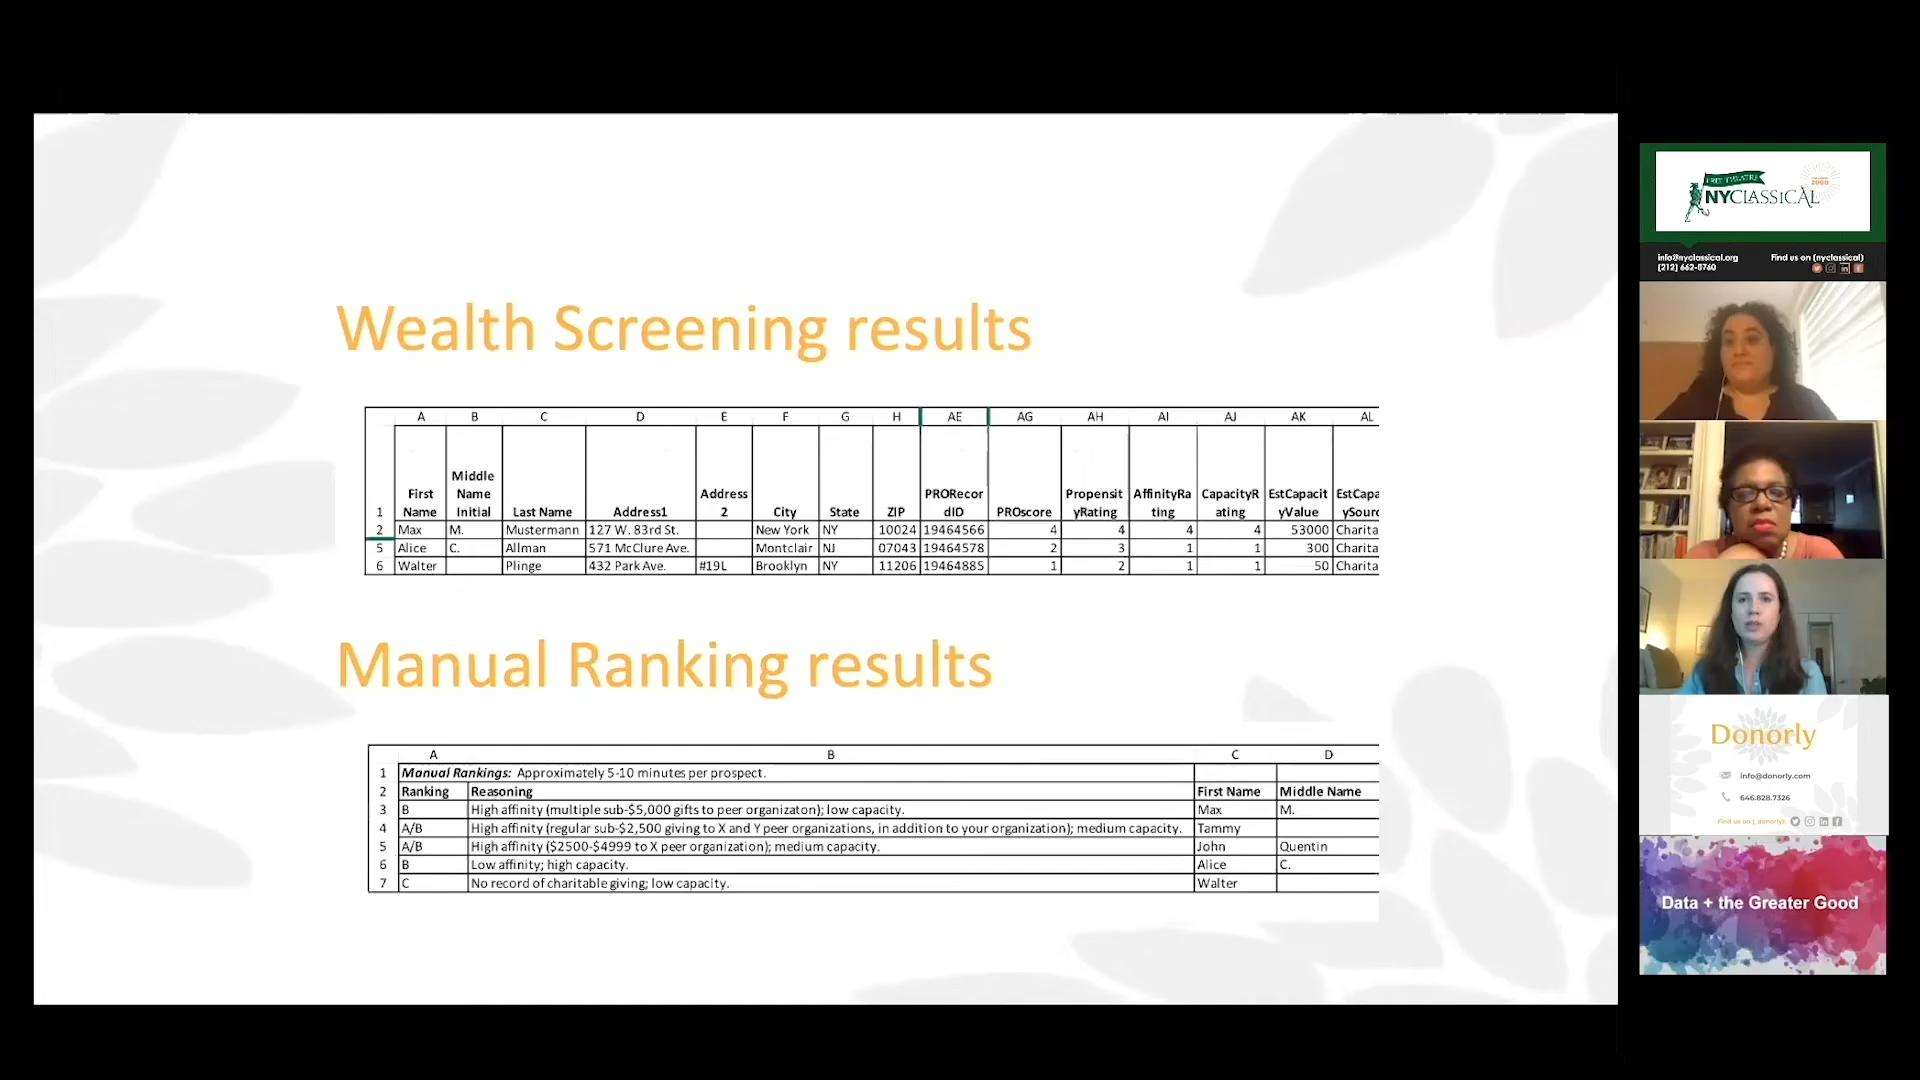 Wealth Screening results
A B C D E F G H AE AG AH AI AJ AK AL
1 First Name Middle Name Initial Last Name Address1 Address 2 City State ZIP PRORecordID PROscore PropensityRating AffinityRating CapacityRating EstCapacityValue EstCapa ySourc
2 Max M. Mustermann 127 W. 83rd St. New York NY 10024 19464566 4 4 4 4 53000 Charita
5 Alice C. Allman 571 McClure Ave. Montclair NJ 07043 19464578 2 3 1 1 300 Charita
6 Walter Plinge 432 Park Ave. #19L Brooklyn NY 11206 19464885 1 2 1 1 50 Charita
Manual Ranking results
A B C D
1 Manual Rankings: Approximately 5-10 minutes per prospect.
2 Ranking Reasoning First Name Middle Name
3 B High affinity (multiple sub-$5,000 gifts to peer organizaton); low capacity. Max M.
4 A/B High affinity (regular sub-$2,500 giving to X and Y peer organizations, in addition to your organization); medium capacity. Tammy
5 A/B High affinity ($2500-$4999 to X peer organization); medium capacity. John Quentin
6 B Low affinity; high capacity. Alice C.
7 C No record of charitable giving; low capacity. Walter
FREE THEATRE
NYCLASSICAL
2000
info@nyclassical.org Find us on (nyclassical)
(212) 662-8760
Donorly
info@donorly.com
646.828.7326
Find us on (_donorly):
Data + the Greater Good